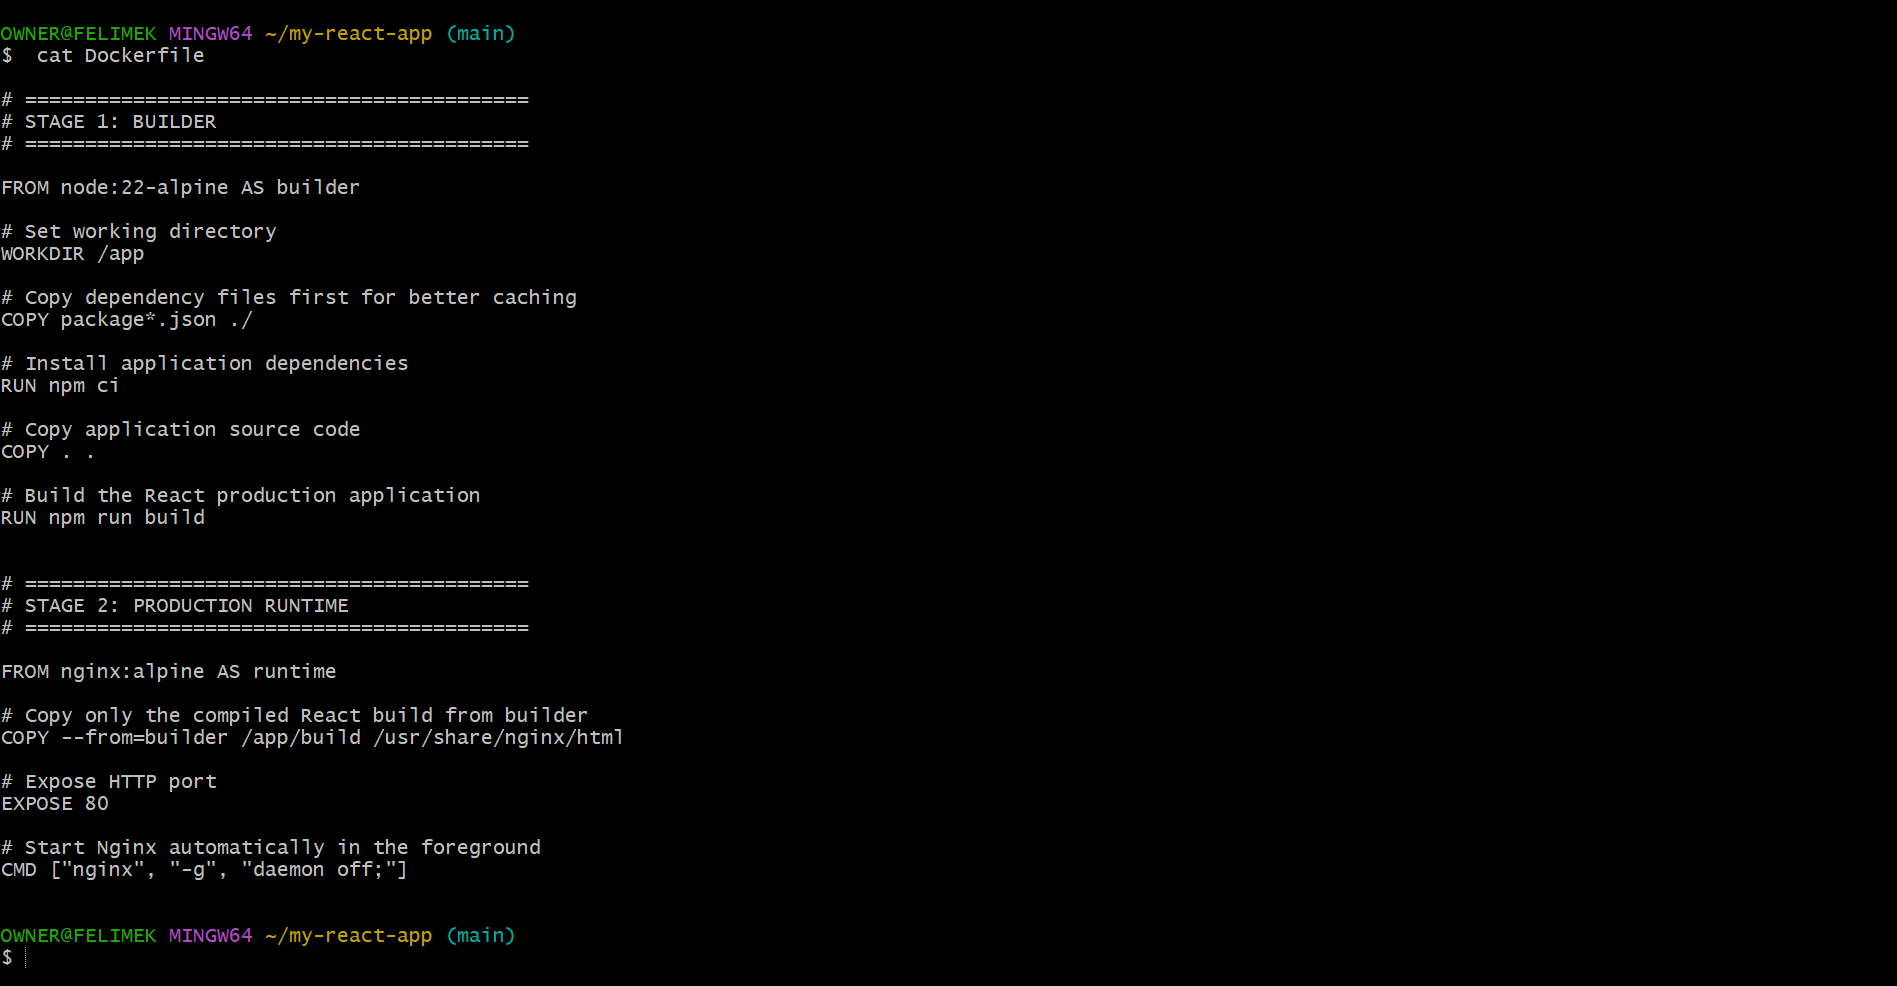 OWNER@FELIMEK MINGW64 ~/my-react-app (main)
$  cat Dockerfile
# ==========================================
# STAGE 1: BUILDER
# ==========================================
FROM node:22-alpine AS builder
# Set working directory
WORKDIR /app
# Copy dependency files first for better caching
COPY package*.json ./
# Install application dependencies
RUN npm ci
# Copy application source code
COPY . .
# Build the React production application
RUN npm run build
# ==========================================
# STAGE 2: PRODUCTION RUNTIME
# ==========================================
FROM nginx:alpine AS runtime
# Copy only the compiled React build from builder
COPY --from=builder /app/build /usr/share/nginx/html
# Expose HTTP port
EXPOSE 80
# Start Nginx automatically in the foreground
CMD ["nginx", "-g", "daemon off;"]
OWNER@FELIMEK MINGW64 ~/my-react-app (main)
$